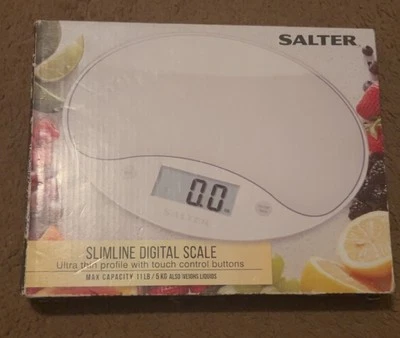 SALTER
0.0
SALTER
SLIMLINE DIGITAL SCALE
Ultra thin profile with touch control buttons
MAX CAPACITY 11 LB / 5 KG ALSO WEIGHS LIQUIDS